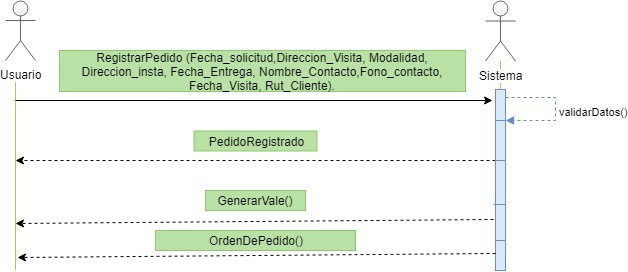 RegistrarPedido (Fecha_solicitud,Direccion_Visita, Modalidad,
Direccion_insta, Fecha_Entrega, Nombre_Contacto,Fono_contacto,
Fecha_Visita, Rut_Cliente).
Usuario
Sistema
validarDatos()
PedidoRegistrado
GenerarVale()
OrdenDePedido()